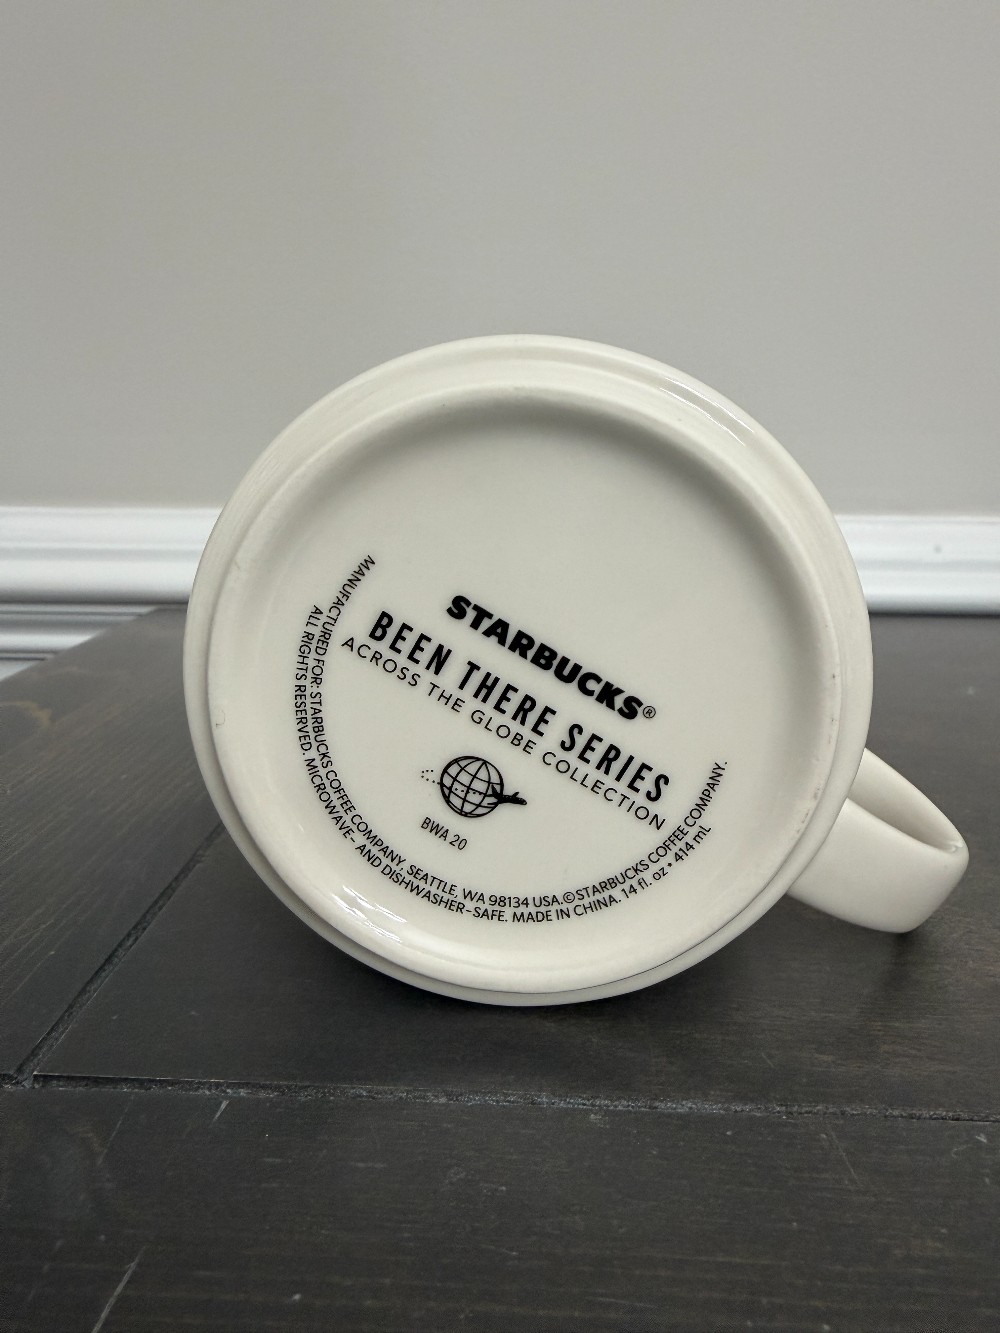 STARBUCKS®
BEEN THERE SERIES
ACROSS THE GLOBE COLLECTION
BWA 20
MANUFACTURED FOR: STARBUCKS COFFEE COMPANY, SEATTLE, WA 98134 USA.©STARBUCKS COFFEE COMPANY.
ALL RIGHTS RESERVED. MICROWAVE- AND DISHWASHER-SAFE. MADE IN CHINA. 14 fl. oz • 414 mL